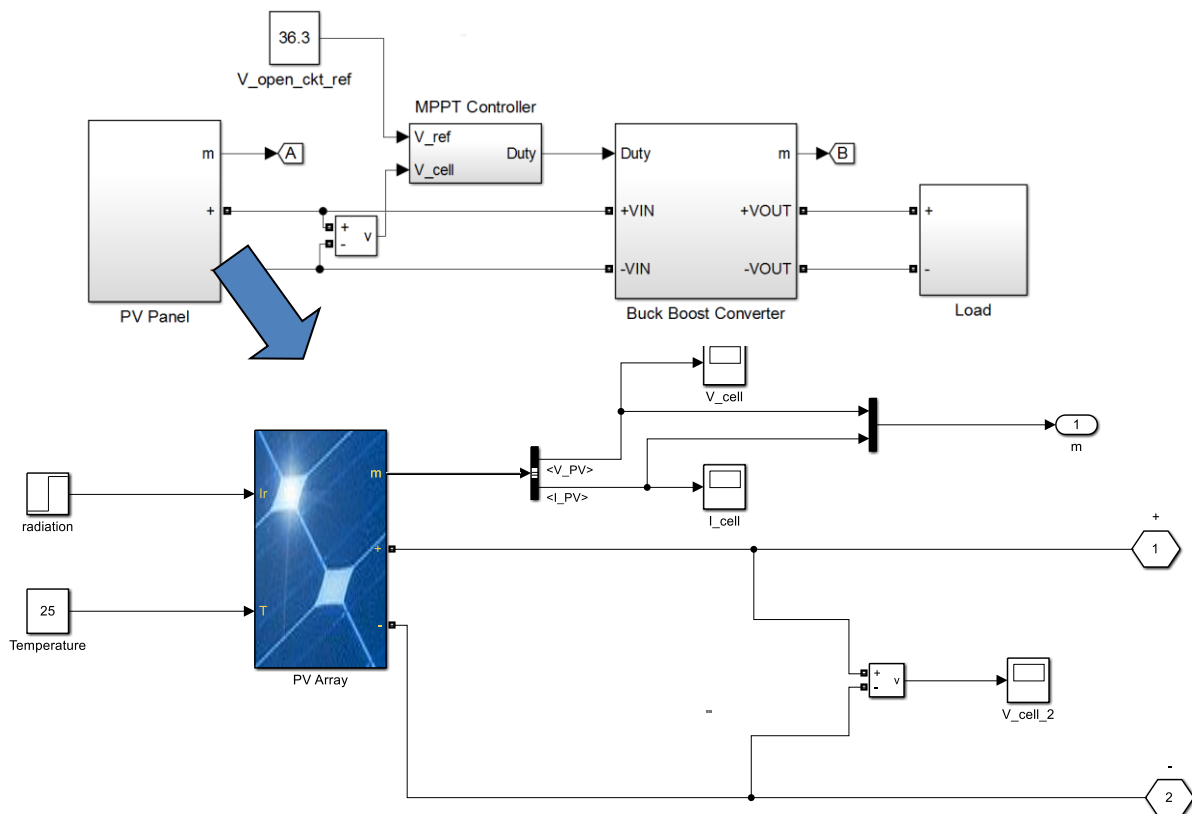 36.3
V_open_ckt_ref
MPPT Controller
V_ref
V_cell
Duty
m
A
+
PV Panel
+
-
v
Duty
m
B
+VIN
+VOUT
-VIN
-VOUT
Buck Boost Converter
+
-
Load
V_cell
1
m
<V_PV>
<I_PV>
I_cell
radiation
Ir
m
+
T
-
PV Array
25
Temperature
+
1
+
-
v
V_cell_2
-
2